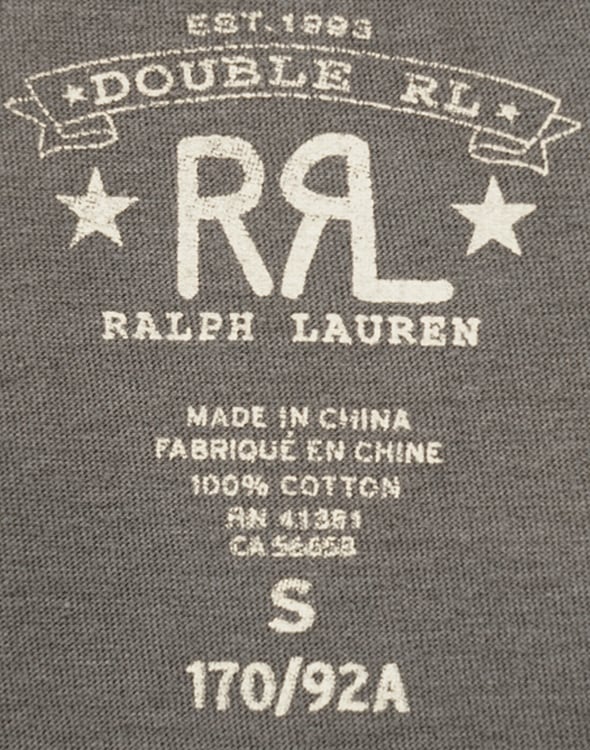 EST. 1993
DOUBLE RL
RRL
RALPH LAUREN
MADE IN CHINA
FABRIQUÉ EN CHINE
100% COTTON
RN 41381
CA 56658
S
170/92A